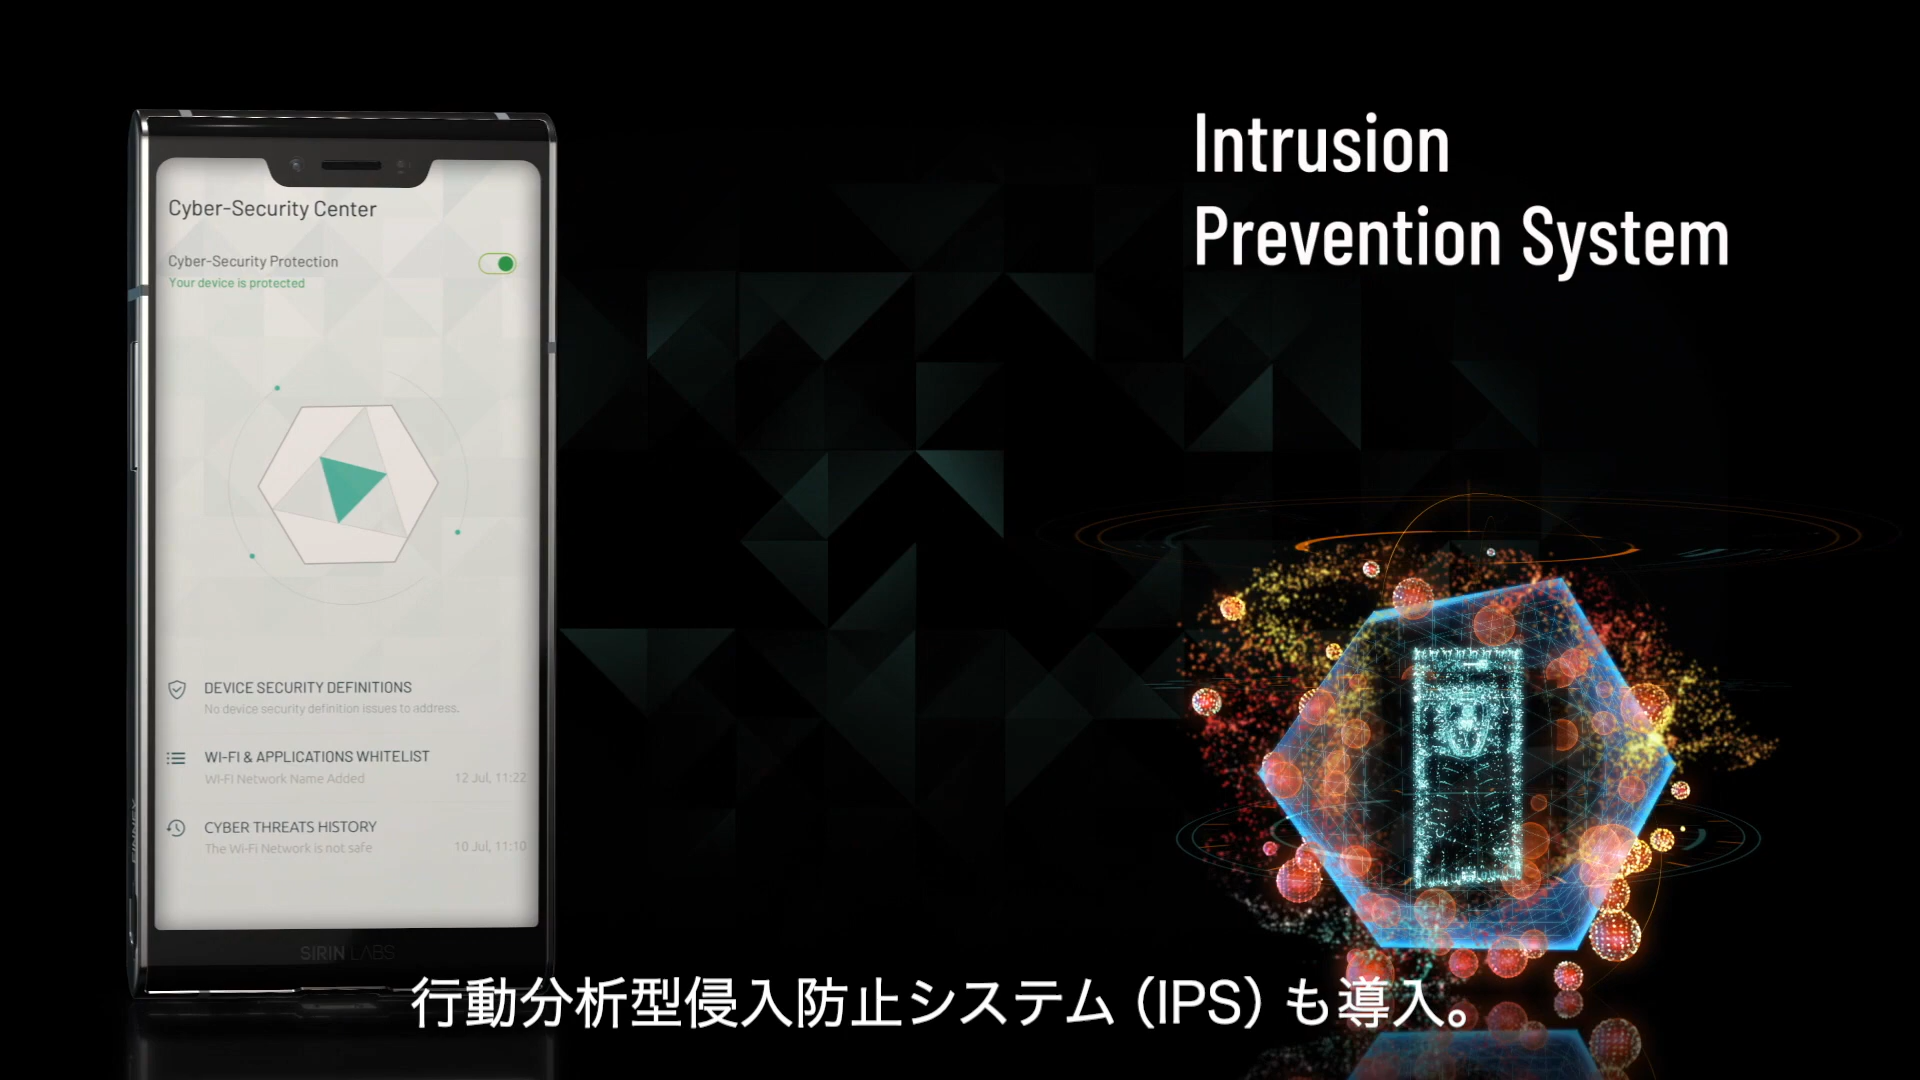 Intrusion
Prevention System
Cyber-Security Center
Cyber-Security Protection
Your device is protected
DEVICE SECURITY DEFINITIONS
No device security definition issues to address.
WI-FI & APPLICATIONS WHITELIST
WI-FI Network Name Added 12 Jul, 11:22
CYBER THREATS HISTORY
The Wi-Fi Network is not safe 10 Jul, 11:10
FINNEY
SIRIN LABS
行動分析型侵入防止システム（IPS）も導入。